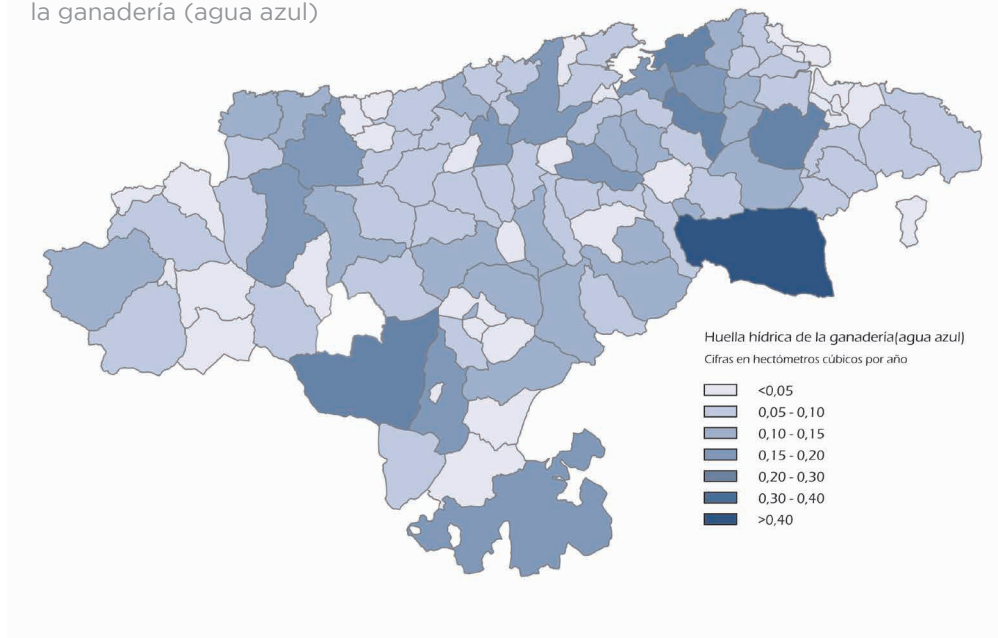 la ganadería (agua azul)
Huella hídrica de la ganadería(agua azul)
Cifras en hectómetros cúbicos por año
<0,05
0,05 - 0,10
0,10 - 0,15
0,15 - 0,20
0,20 - 0,30
0,30 - 0,40
>0,40